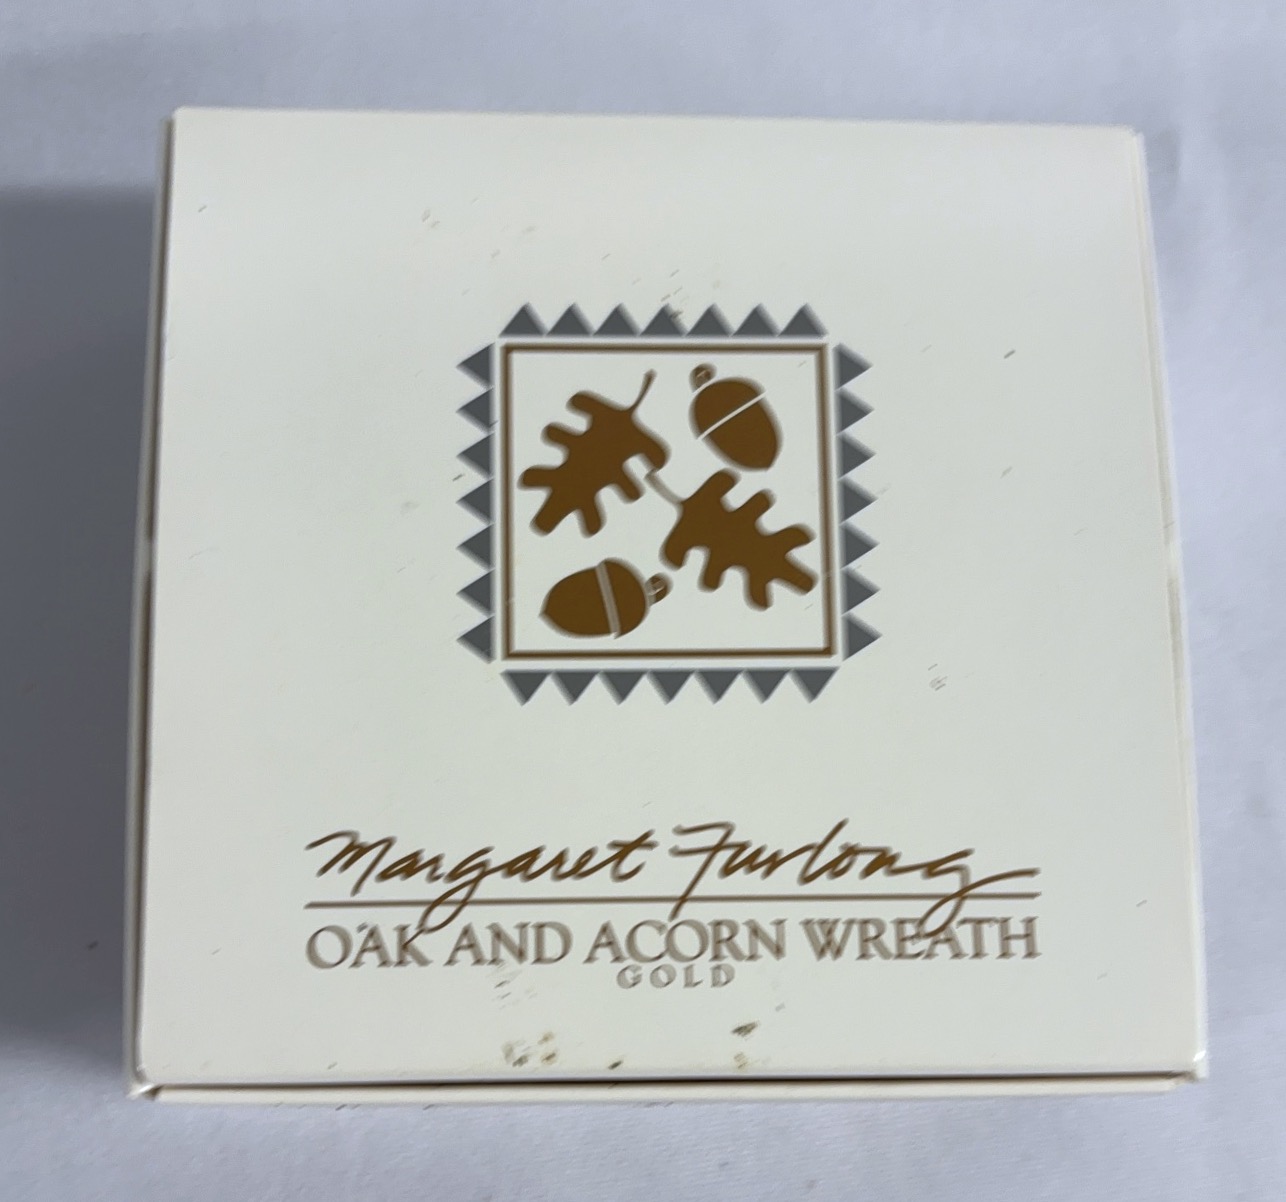 Margaret Furlong
OAK AND ACORN WREATH
GOLD